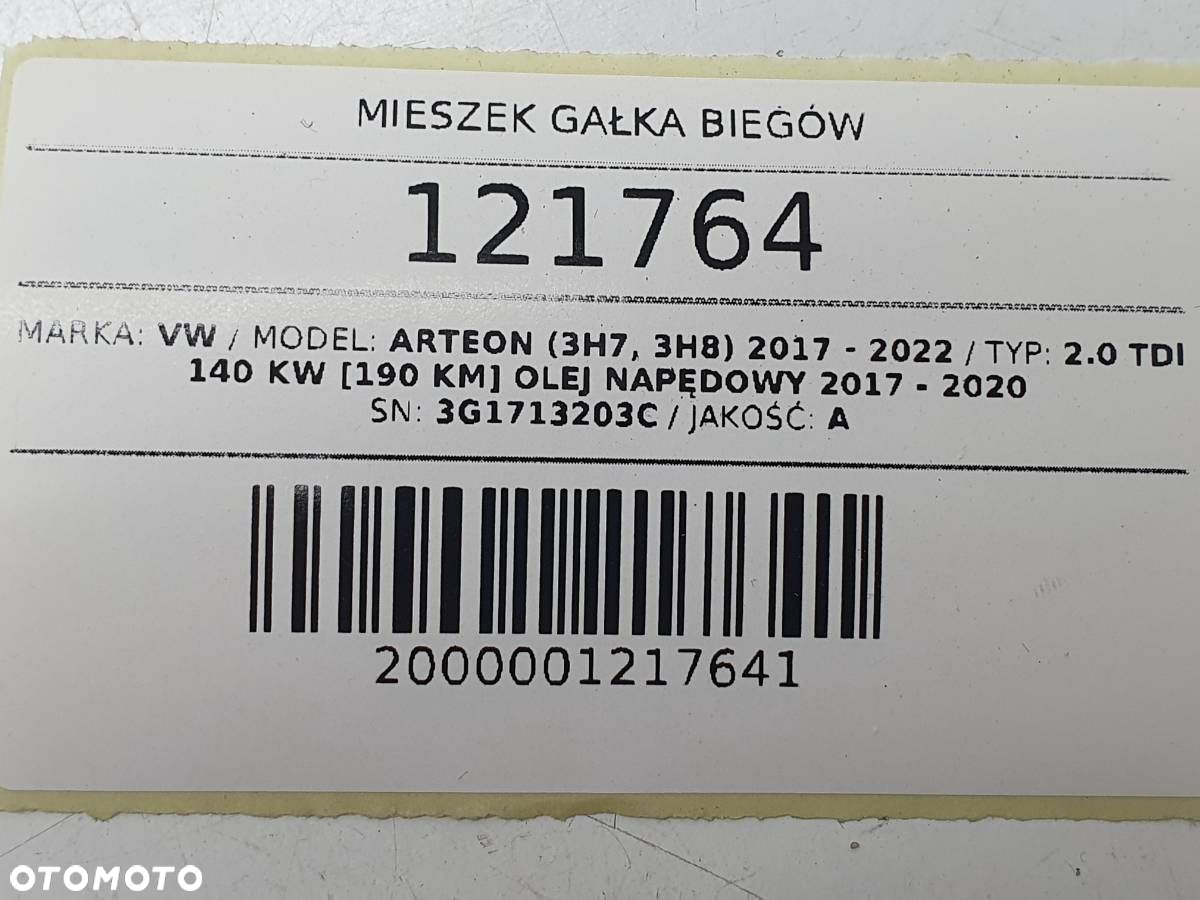 MIESZEK GAŁKA BIEGÓW
121764
MARKA: VW / MODEL: ARTEON (3H7, 3H8) 2017 - 2022 / TYP: 2.0 TDI
140 KW [190 KM] OLEJ NAPĘDOWY 2017 - 2020
SN: 3G1713203C / JAKOŚĆ: A
2000001217641
OTOMOTO